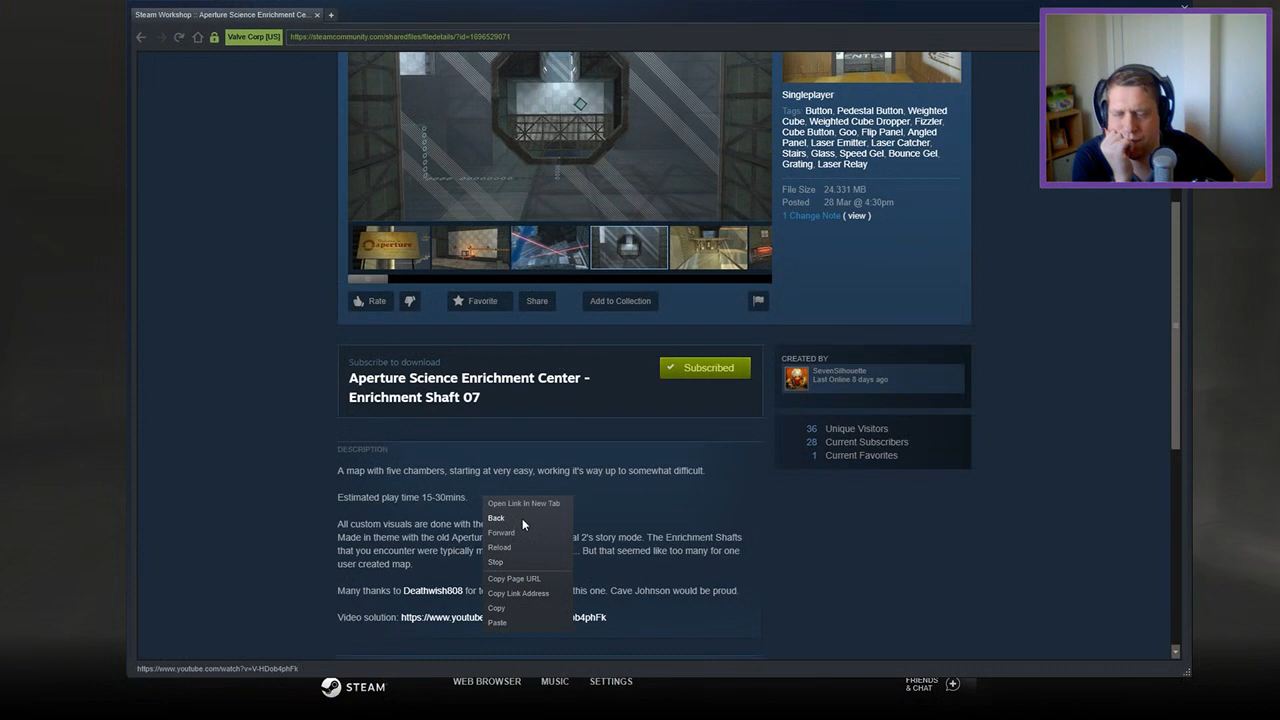 Steam Workshop :: Aperture Science Enrichment Ce... × +
Valve Corp [US] https://steamcommunity.com/sharedfiles/filedetails/?id=1696529071
aperture
Singleplayer
Tags: Button, Pedestal Button, Weighted
Cube, Weighted Cube Dropper, Fizzler,
Cube Button, Goo, Flip Panel, Angled
Panel, Laser Emitter, Laser Catcher,
Stairs, Glass, Speed Gel, Bounce Gel,
Grating, Laser Relay
File Size 24.331 MB
Posted 28 Mar @ 4:30pm
1 Change Note ( view )
Rate Favorite Share Add to Collection
Subscribe to download
Aperture Science Enrichment Center -
Enrichment Shaft 07
Subscribed
CREATED BY
SevenSilhouette
Last Online 8 days ago
36 Unique Visitors
28 Current Subscribers
1 Current Favorites
DESCRIPTION
A map with five chambers, starting at very easy, working it's way up to somewhat difficult.
Estimated play time 15-30mins.
All custom visuals are done with the
Made in theme with the old Apertur al 2's story mode. The Enrichment Shafts
that you encounter were typically m ... But that seemed like too many for one
user created map.
Many thanks to Deathwish808 for te this one. Cave Johnson would be proud.
Video solution: https://www.youtube ob4phFk
Open Link In New Tab
Back
Forward
Reload
Stop
Copy Page URL
Copy Link Address
Copy
Paste
https://www.youtube.com/watch?v=V-HDob4phFk
STEAM WEB BROWSER MUSIC SETTINGS
FRIENDS
& CHAT